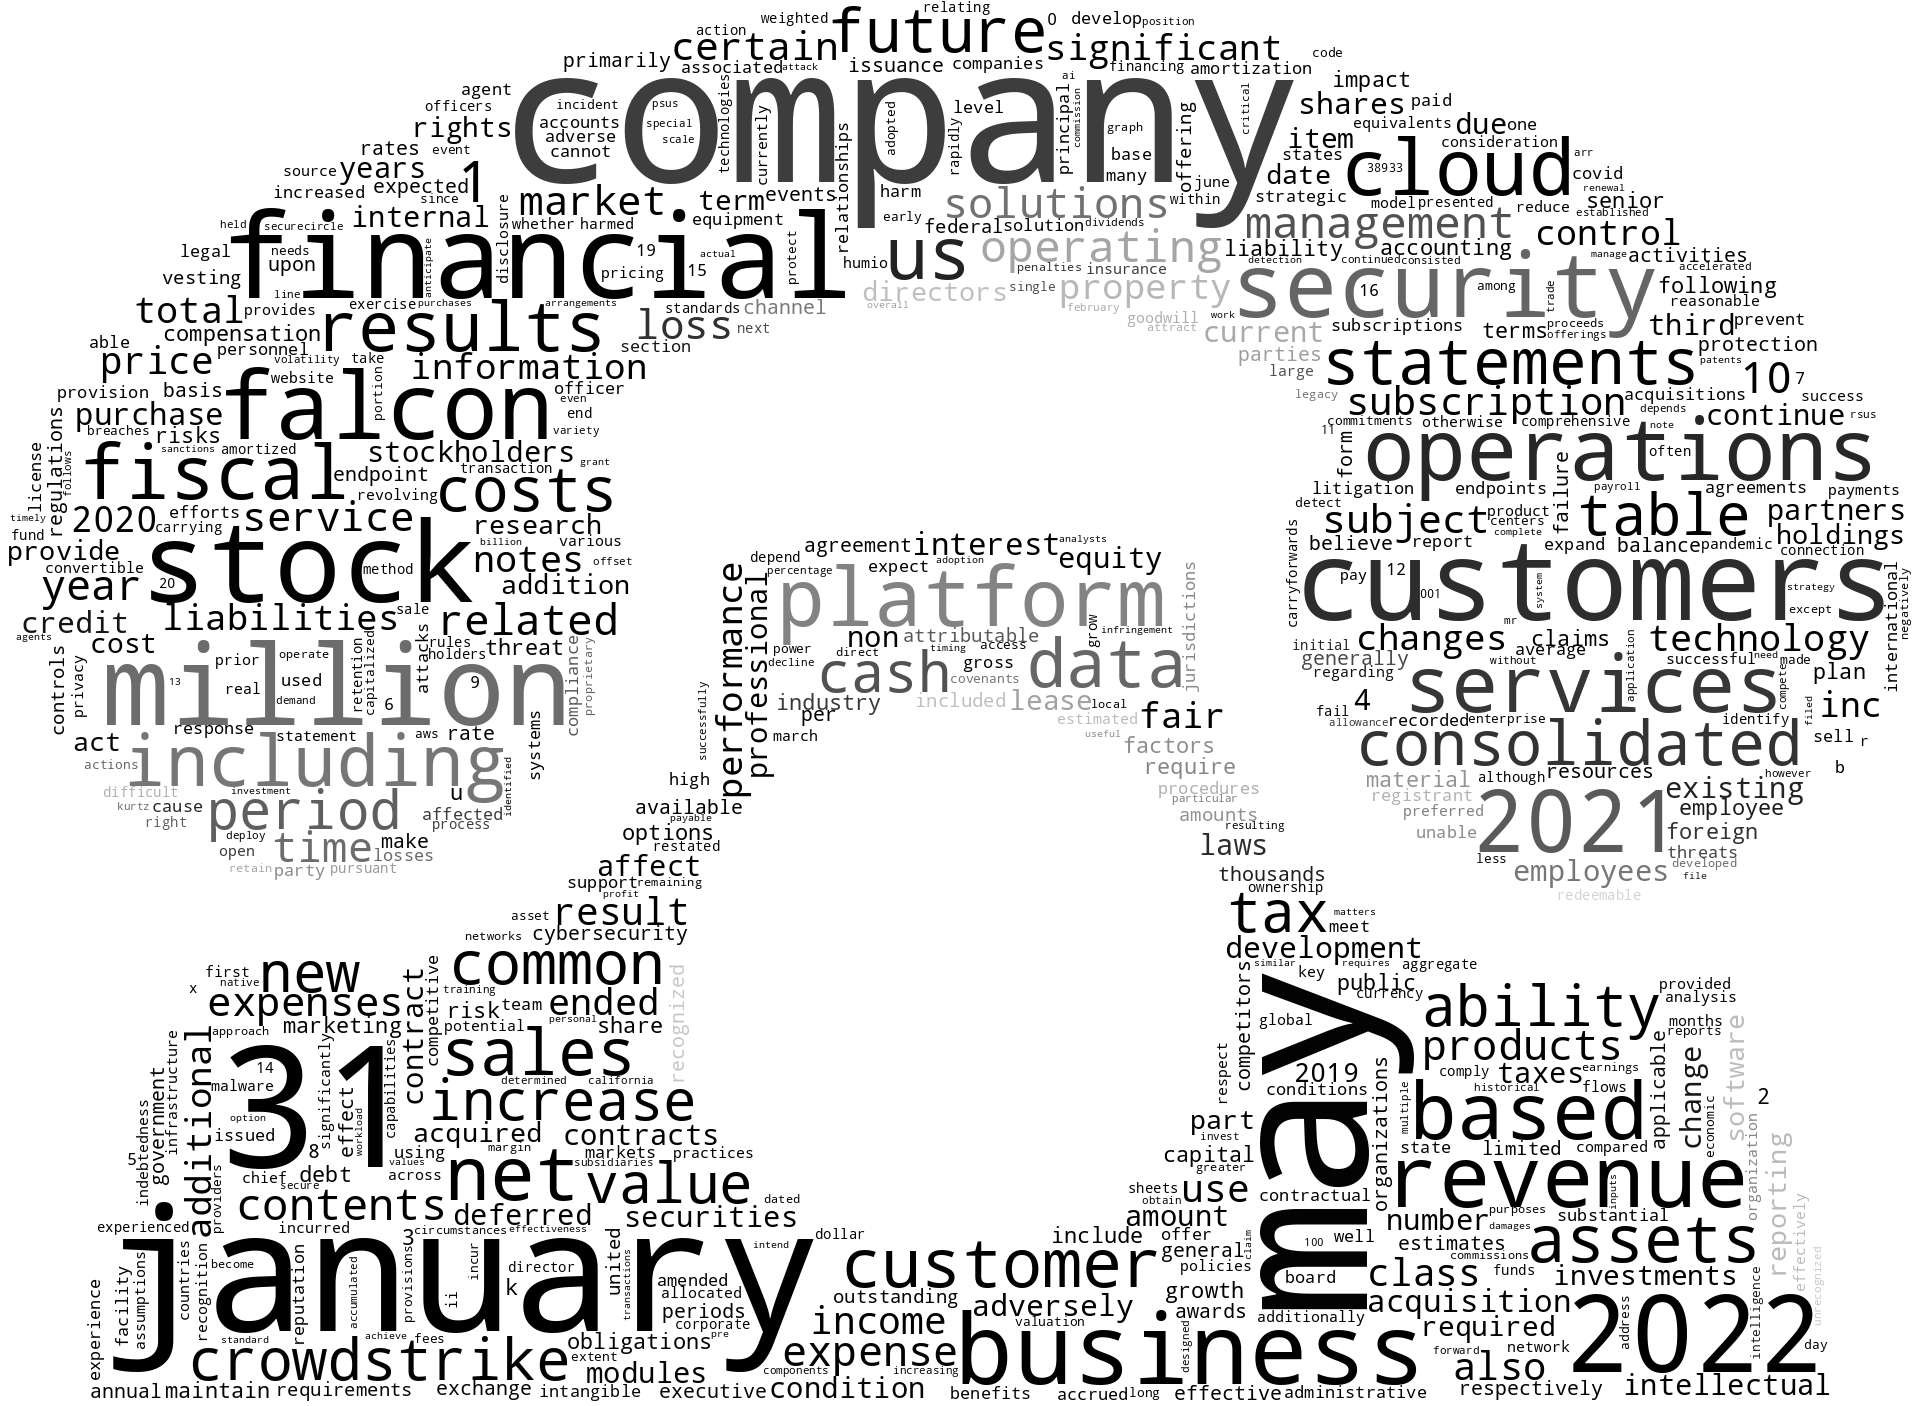 relating
weighted future 0 develop position
action certain significant code
primarily associated attack issuance companies financing amortization
company ai impact
agent incident psus technologies level principal shares paid
officers accounts special currently adopted rapidly commission graph critical equivalents due one
rights adverse scale base offering item consideration
rates event cannot relationships many states cloud arr
source years 1 market term events harm june date 38933 covid
increased expected since disclosure whether harmed equipment early solutions within strategic model presented reduce renewal senior
held securecircle internal federal solution dividends management established
legal financial needs anticipate 19 actual protect us operating liability accounting control
vesting upon pricing 15 humio penalties insurance detection continued consisted manage activities
line directors single property security 16 among trade accelerated following
total provides exercise purchases arrangements standards channel overall february reasonable
compensation results loss next goodwill work subscriptions terms proceeds third prevent
able personnel section attract current offerings protection
price volatility take information parties statements patents
provision basis website portion officer large 10 7
purchase falcon even legacy subscription acquisitions success
breaches risks end variety commitments otherwise comprehensive depends continue rsus
regulations sanctions amortized stockholders 11 note
license follows fiscal endpoint transaction grant form operations often
revolving costs litigation endpoints failure payroll agreements payments
timely 2020 efforts service research detect product table partners
fund carrying billion various subject centers complete holdings
provide convertible stock notes offset depend agreement interest analysts believe report expand balance pandemic connection
year 20 method addition performance percentage expect adoption equity carryforwards pay 12
liabilities sale related professional platform jurisdictions customers 001 system strategy international
credit mr except negatively
agents cost prior operate retention attacks rules threat non attributable grow infringement initial changes claims technology
controls privacy million holders power direct timing access generally average successful need made
13 real used capitalized compliance proprietary decline cash gross data regarding without application plan
demand 6 9 covenants services compete
response aws rate industry included lease local 4 inc
act statement systems successfully per estimated fair fail recorded enterprise identify filed
actions including march useful allowance consolidated sell r
factors
difficult investment identified high require material although resources however b
kurtz cause period u available procedures registrant existing
right affected payable particular preferred 2021 employee
deploy process options amounts unable foreign
open time make restated resulting
losses affect laws less threats
retain party pursuant support remaining thousands employees developed
profit ownership file
asset result tax redeemable
networks cybersecurity matters
meet
first new contract common recognized development
native competitive similar key requires aggregate
x expenses training may public currency ability provided
marketing risk team ended competitors analysis
approach potential personal share global months
infrastructure additional 31 significantly capabilities sales products software reports
14 2019
malware determined california respect conditions comply taxes earnings
government option effect increase organizations multiple historical flows change 2
indebtedness issued workload acquired contracts part based applicable economic
5 8 using margin markets practices invest state limited compared
chief debt values net subsidiaries capital
secure across value greater revenue organization reporting
providers contents dated sheets use contractual inputs
experienced incurred deferred securities obtain number purposes substantial
3 circumstances effectiveness dollar amount damages
january include offer 100 well estimates assets effectively
countries become provisions intend customer general claim commissions
experience facility assumptions recognition reputation accumulated ii incur director united transactions amended policies board class funds investments unrecognized
k allocated outstanding growth
periods income adversely awards additionally acquisition 2022 intelligence
standard achieve fees corporate valuation required address
crowdstrike obligations pre expense business designed forward network day
extent modules components increasing also
annual maintain requirements exchange intangible executive condition benefits accrued long effective administrative respectively intellectual